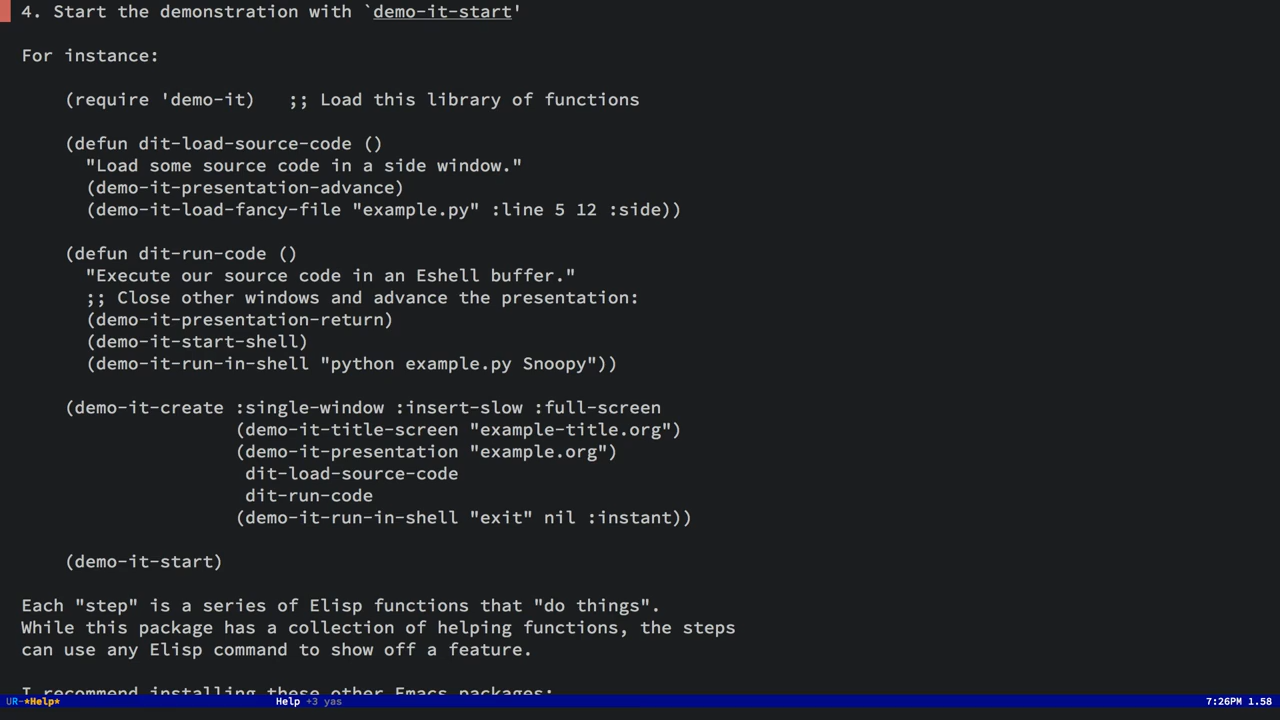 4. Start the demonstration with `demo-it-start'
For instance:
(require 'demo-it)   ;; Load this library of functions
(defun dit-load-source-code ()
"Load some source code in a side window."
(demo-it-presentation-advance)
(demo-it-load-fancy-file "example.py" :line 5 12 :side))
(defun dit-run-code ()
"Execute our source code in an Eshell buffer."
;; Close other windows and advance the presentation:
(demo-it-presentation-return)
(demo-it-start-shell)
(demo-it-run-in-shell "python example.py Snoopy"))
(demo-it-create :single-window :insert-slow :full-screen
(demo-it-title-screen "example-title.org")
(demo-it-presentation "example.org")
dit-load-source-code
dit-run-code
(demo-it-run-in-shell "exit" nil :instant))
(demo-it-start)
Each "step" is a series of Elisp functions that "do things".
While this package has a collection of helping functions, the steps
can use any Elisp command to show off a feature.
I recommend installing these other Emacs packages:
UR-*Help* Help +3 yas 7:26PM 1.58